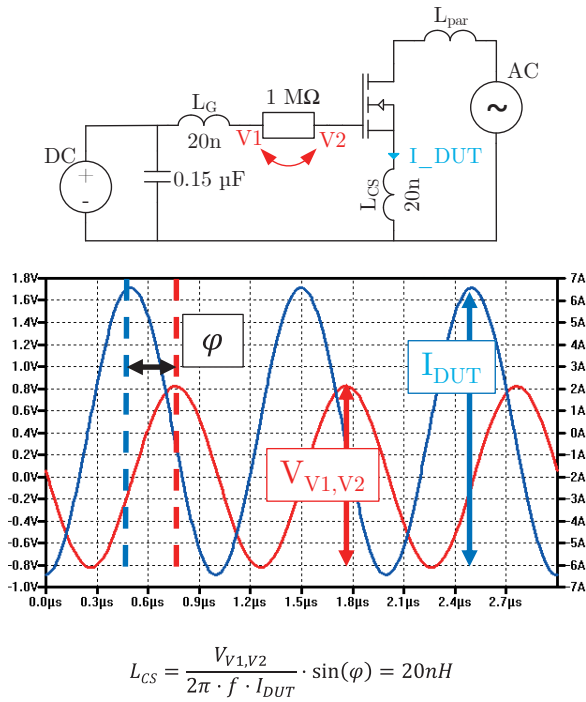 L_par
AC
~
L_G
1 MΩ
20n
V1 V2
I_DUT
DC
+
-
0.15 µF
L_CS
20n
1.8V 7A
1.6V 6A
1.4V 5A
1.2V 4A
1.0V 3A
0.8V 2A
0.6V 1A
0.4V 0A
0.2V 1A
0.0V 2A
0.2V 3A
-0.4V 4A
-0.6V 5A
-0.8V 6A
-1.0V 7A
φ
I_DUT
V_V1,V2
0.0µs 0.3µs 0.6µs 0.9µs 1.2µs 1.5µs 1.8µs 2.1µs 2.4µs 2.7µs
L_CS = V_V1,V2 / (2π · f · I_DUT) · sin(φ) = 20nH